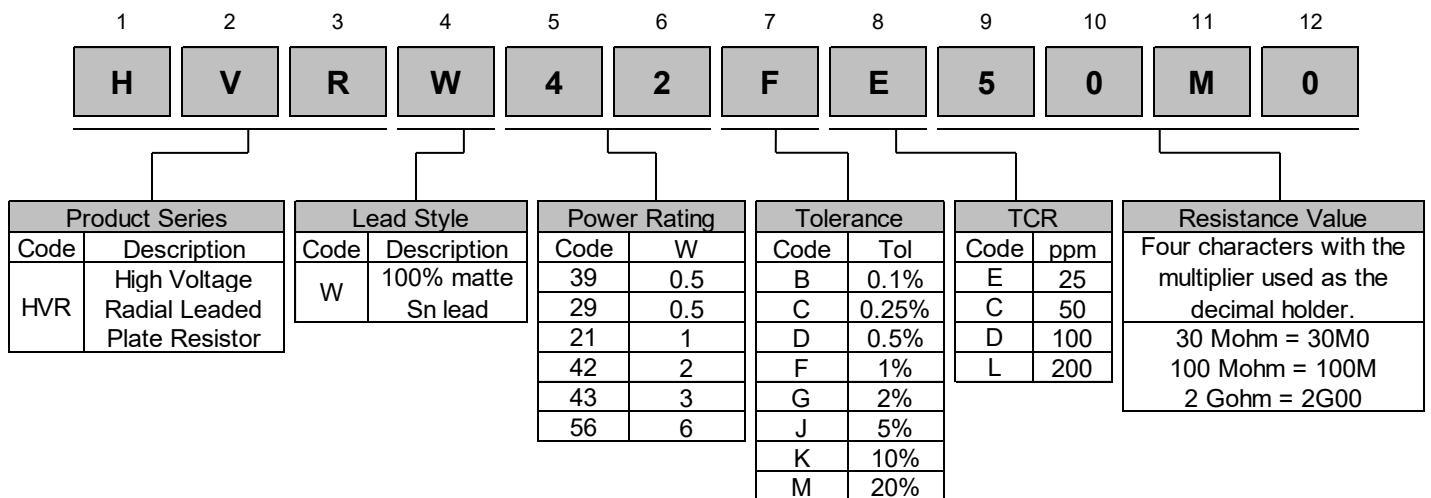 1 2 3 4 5 6 7 8 9 10 11 12
H V R W 4 2 F E 5 0 M 0
Product Series
Code Description
HVR High Voltage
Radial Leaded
Plate Resistor
Lead Style
Code Description
W 100% matte
Sn lead
Power Rating
Code W
39 0.5
29 0.5
21 1
42 2
43 3
56 6
Tolerance
Code Tol
B 0.1%
C 0.25%
D 0.5%
F 1%
G 2%
J 5%
K 10%
M 20%
TCR
Code ppm
E 25
C 50
D 100
L 200
Resistance Value
Four characters with the
multiplier used as the
decimal holder.
30 Mohm = 30M0
100 Mohm = 100M
2 Gohm = 2G00